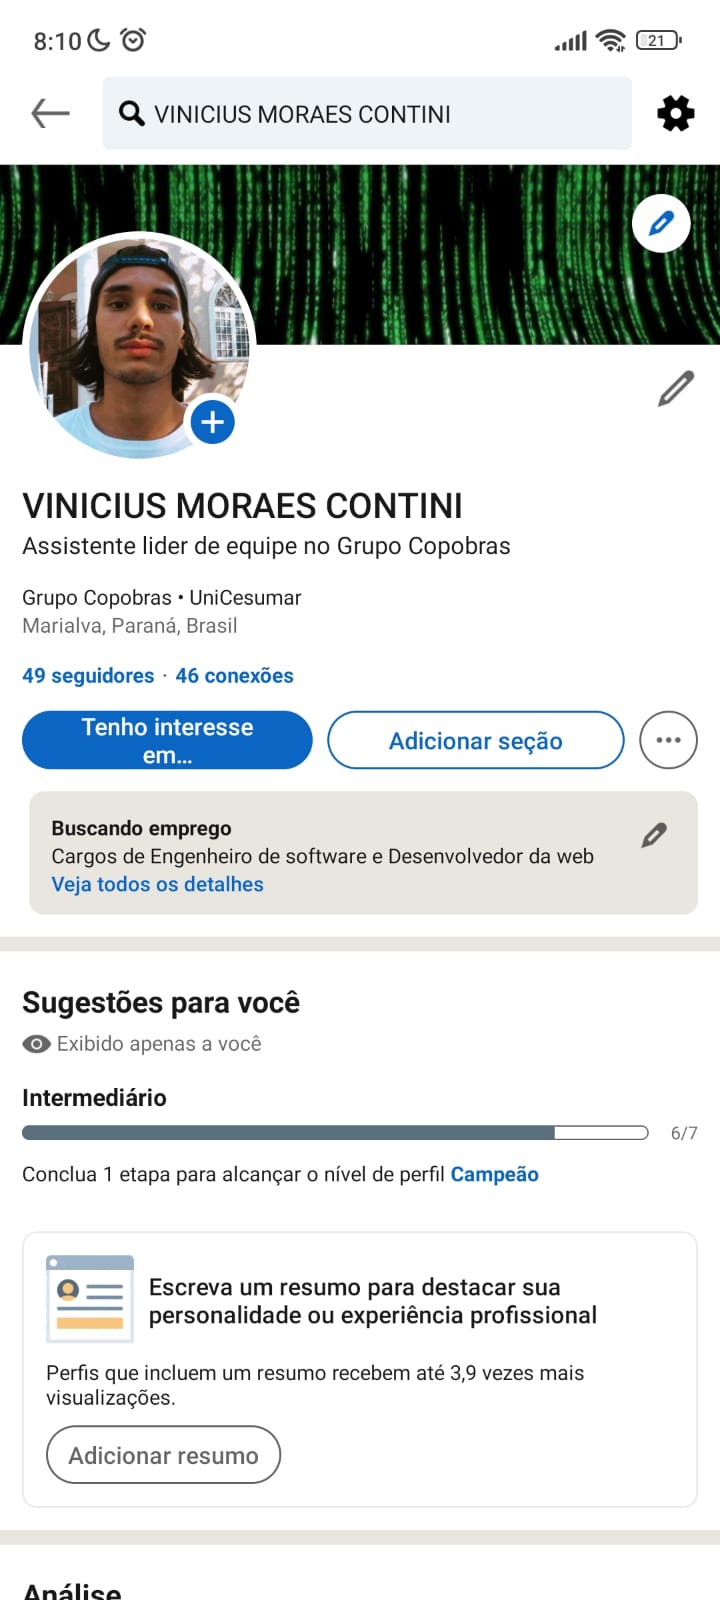 8:10
21
VINICIUS MORAES CONTINI
VINICIUS MORAES CONTINI
Assistente lider de equipe no Grupo Copobras
Grupo Copobras • UniCesumar
Marialva, Paraná, Brasil
49 seguidores · 46 conexões
Tenho interesse
em...
Adicionar seção
Buscando emprego
Cargos de Engenheiro de software e Desenvolvedor da web
Veja todos os detalhes
Sugestões para você
Exibido apenas a você
Intermediário
6/7
Conclua 1 etapa para alcançar o nível de perfil Campeão
Escreva um resumo para destacar sua
personalidade ou experiência profissional
Perfis que incluem um resumo recebem até 3,9 vezes mais
visualizações.
Adicionar resumo
Análise